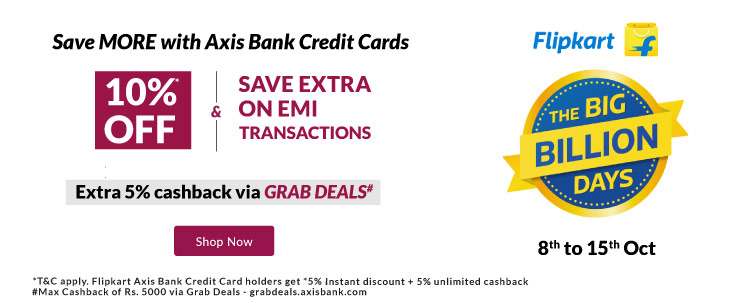 Save MORE with Axis Bank Credit Cards
10%*
OFF
&
SAVE EXTRA
ON EMI
TRANSACTIONS
Extra 5% cashback via GRAB DEALS#
Shop Now
Flipkart
THE BIG
BILLION
DAYS
8th to 15th Oct
*T&C apply. Flipkart Axis Bank Credit Card holders get *5% Instant discount + 5% unlimited cashback
#Max Cashback of Rs. 5000 via Grab Deals - grabdeals.axisbank.com